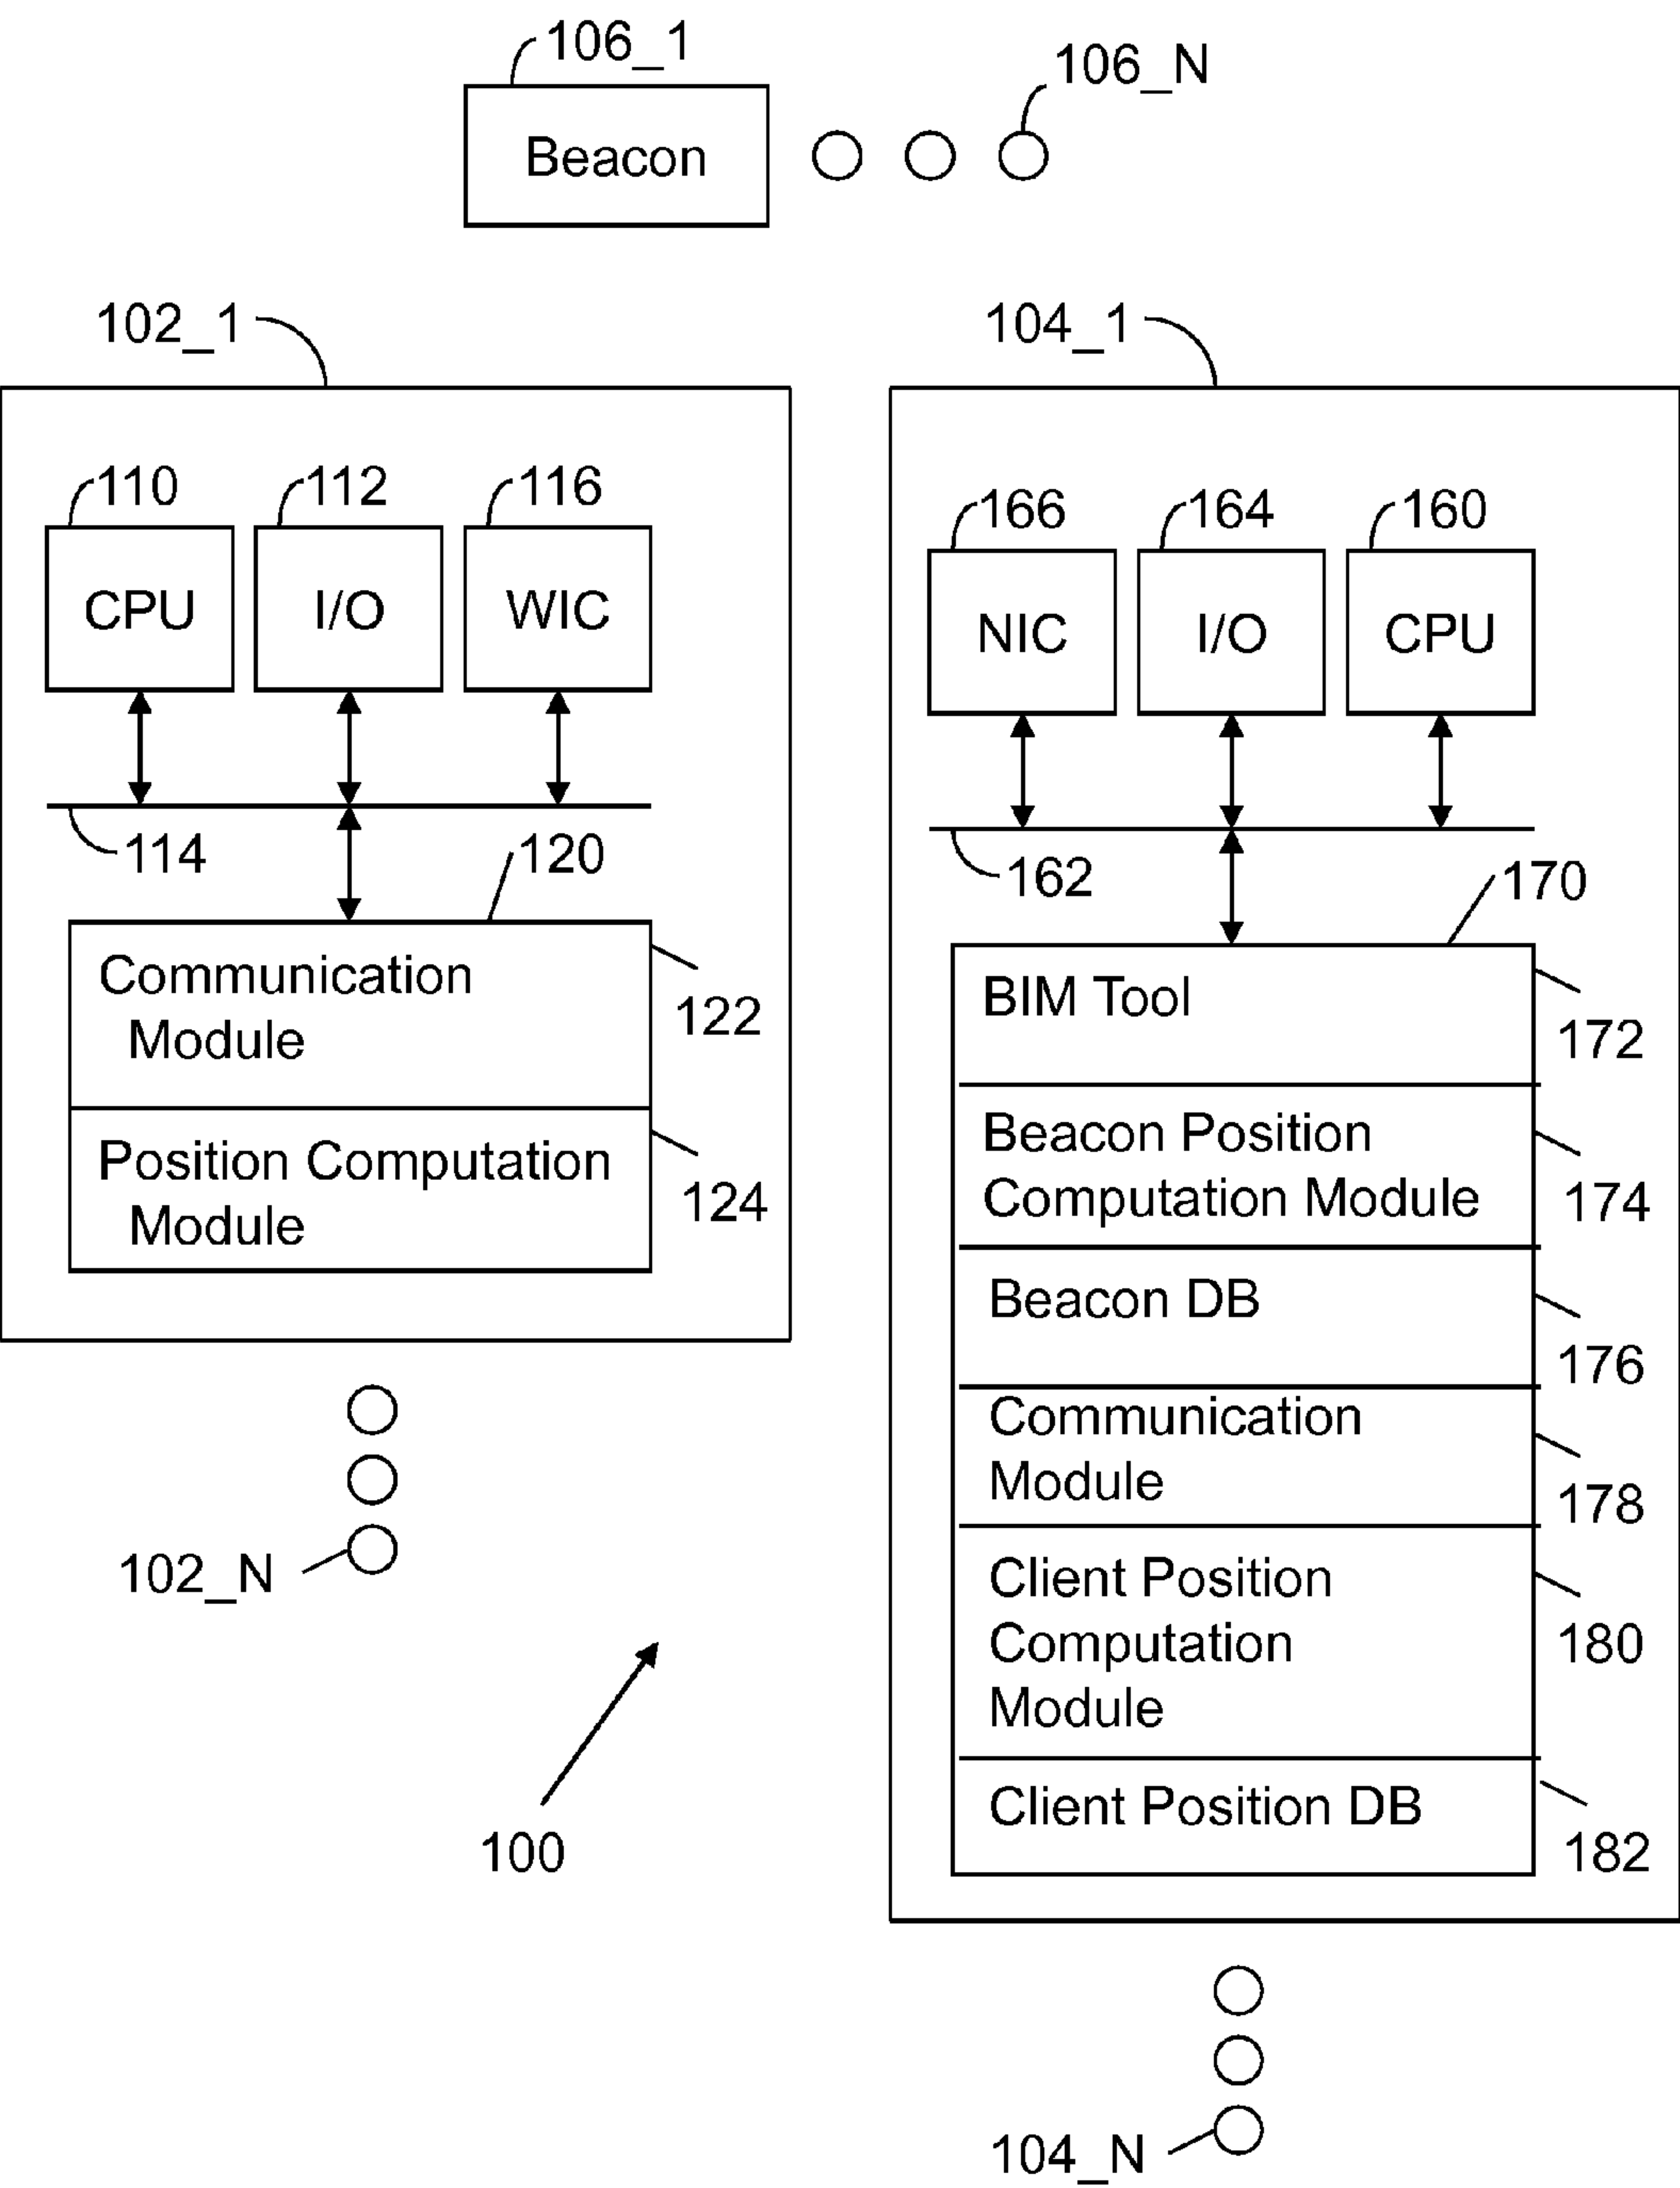 106_1
106_N
Beacon
102_1
104_1
110
112
116
166
164
160
CPU
I/O
WIC
NIC
I/O
CPU
114
120
162
170
Communication
Module
122
Position Computation
Module
124
BIM Tool
172
Beacon Position
Computation Module
174
Beacon DB
176
Communication
Module
178
Client Position
Computation
Module
180
Client Position DB
182
102_N
100
104_N